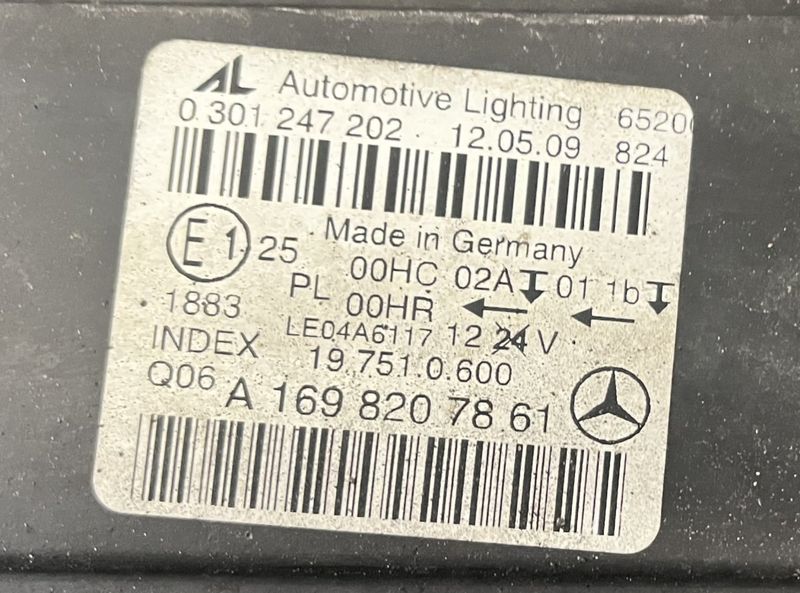 AL Automotive Lighting 6520
0 301 247 202 12.05.09 824
Made in Germany
E1 25 00HC 02A 01 1b
PL 00HR
1883 LE04A6117 12 24 V
INDEX 19.751.0.600
Q06 A 169 820 78 61